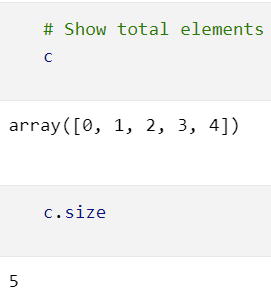 # Show total elements
c
array([0, 1, 2, 3, 4])
c.size
5